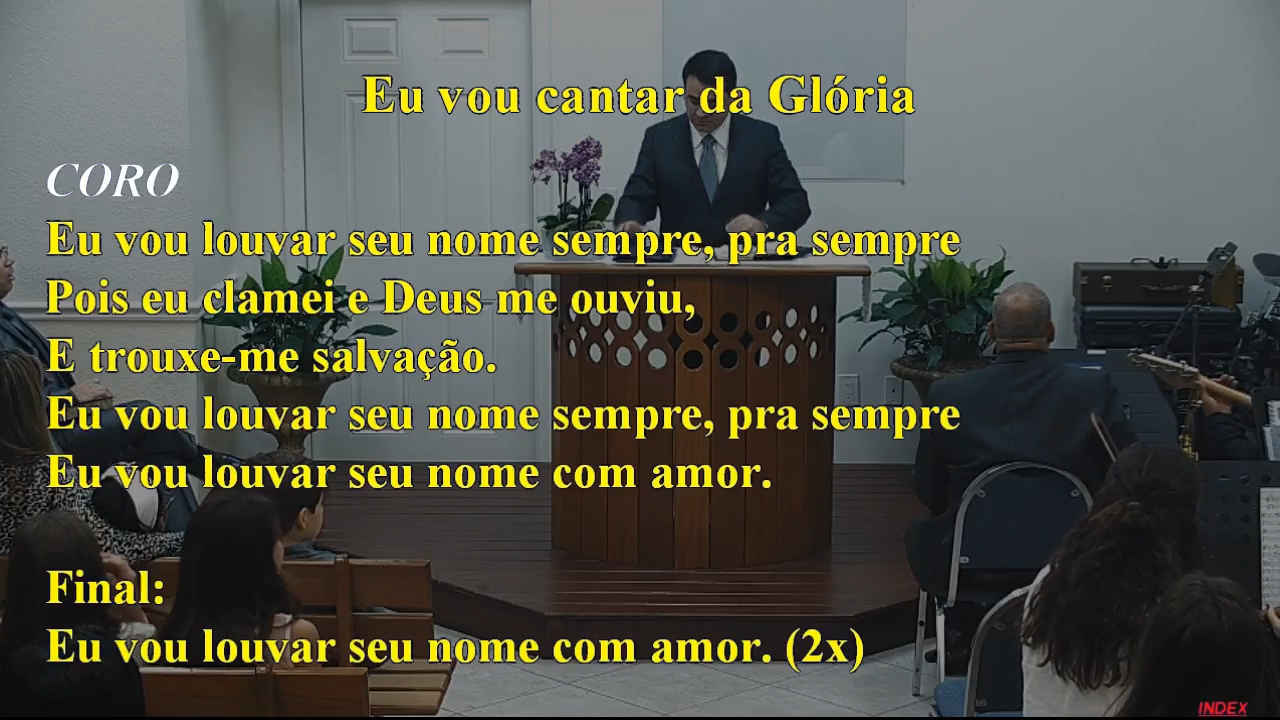 Eu vou cantar da Glória
CORO
Eu vou louvar seu nome sempre, pra sempre
Pois eu clamei e Deus me ouviu,
E trouxe-me salvação.
Eu vou louvar seu nome sempre, pra sempre
Eu vou louvar seu nome com amor.
Final:
Eu vou louvar seu nome com amor. (2x)
INDEX